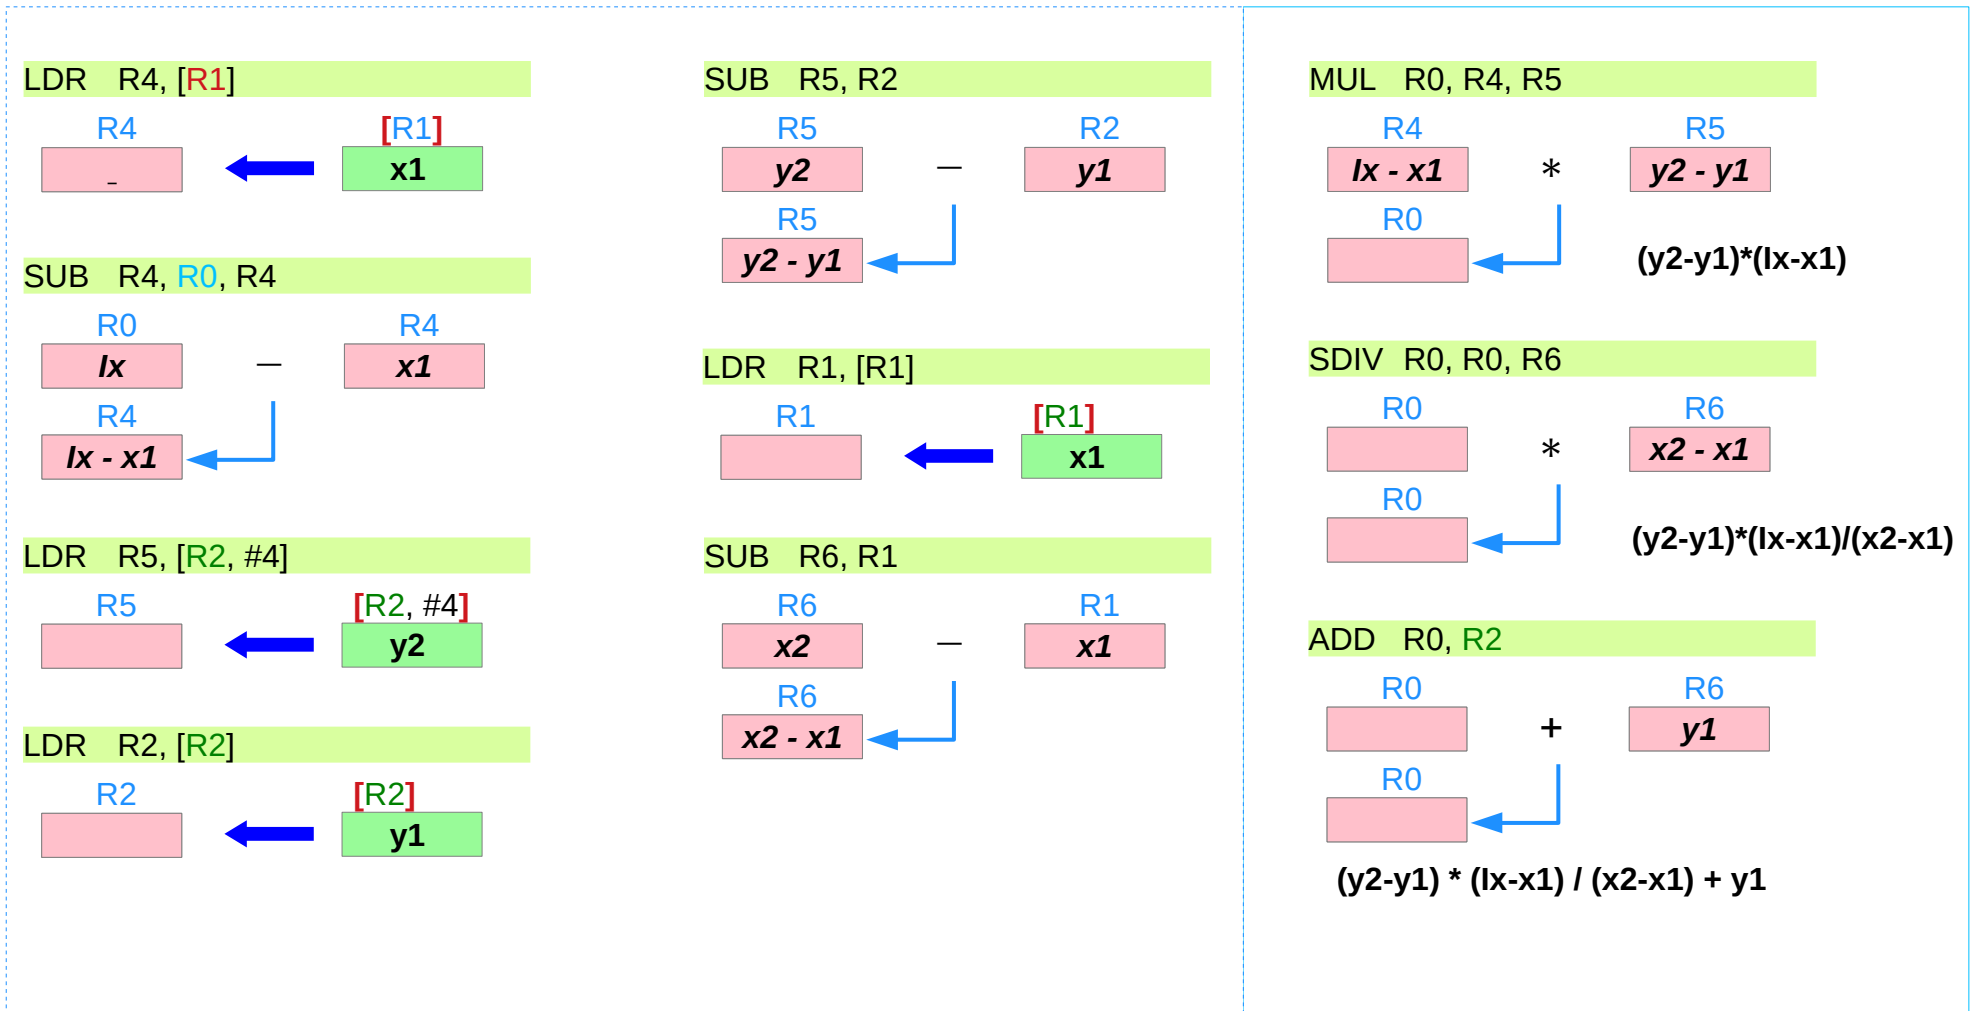 LDR R4, [R1]
R4 [R1]
_ x1
SUB R4, R0, R4
R0 R4
Ix – x1
R4
Ix - x1
LDR R5, [R2, #4]
R5 [R2, #4]
y2
LDR R2, [R2]
R2 [R2]
y1
SUB R5, R2
R5 R2
y2 – y1
R5
y2 - y1
LDR R1, [R1]
R1 [R1]
x1
SUB R6, R1
R6 R1
x2 – x1
R6
x2 - x1
MUL R0, R4, R5
R4 R5
Ix - x1 * y2 - y1
R0
(y2-y1)*(Ix-x1)
SDIV R0, R0, R6
R0 R6
* x2 - x1
R0
(y2-y1)*(Ix-x1)/(x2-x1)
ADD R0, R2
R0 R6
+ y1
R0
(y2-y1) * (Ix-x1) / (x2-x1) + y1